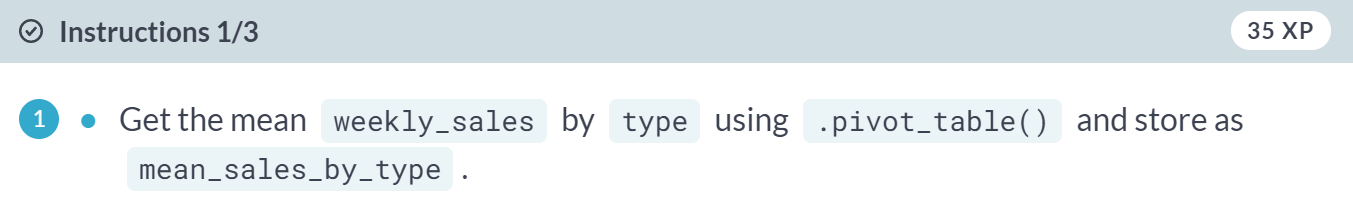 Instructions 1/3 35 XP
1 • Get the mean weekly_sales by type using .pivot_table() and store as
mean_sales_by_type .